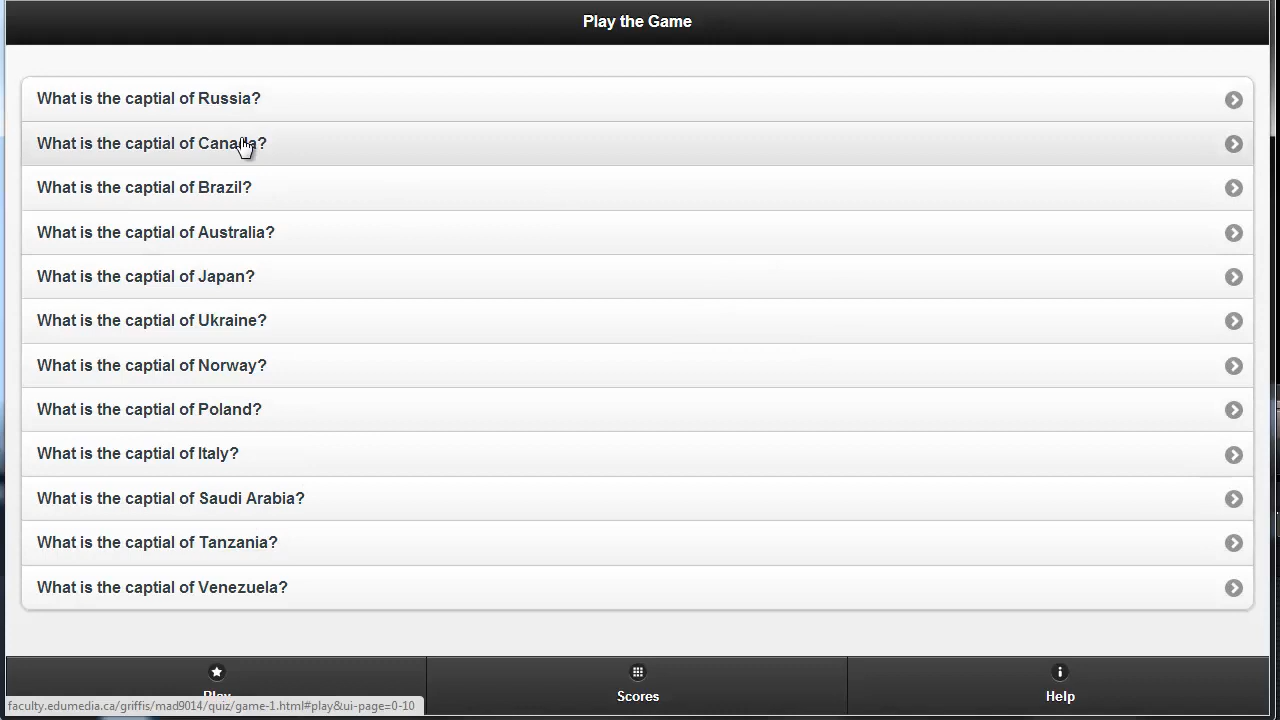 Play the Game
What is the captial of Russia?
What is the captial of Canada?
What is the captial of Brazil?
What is the captial of Australia?
What is the captial of Japan?
What is the captial of Ukraine?
What is the captial of Norway?
What is the captial of Poland?
What is the captial of Italy?
What is the captial of Saudi Arabia?
What is the captial of Tanzania?
What is the captial of Venezuela?
Play Scores Help
faculty.edumedia.ca/griffis/mad9014/quiz/game-1.html#play&ui-page=0-10